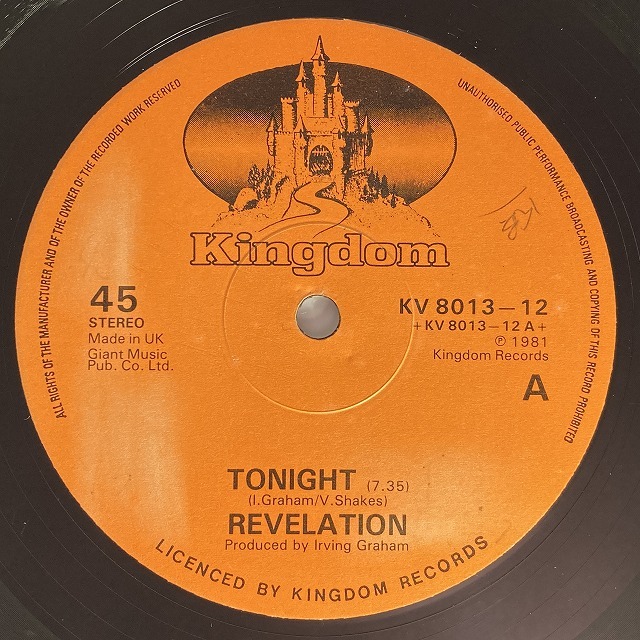 ALL RIGHTS OF THE MANUFACTURER AND OF THE OWNER OF THE RECORDED WORK RESERVED
UNAUTHORISED PUBLIC PERFORMANCE BROADCASTING AND COPYING OF THIS RECORD PROHIBITED
Kingdom
45
STEREO
Made in UK
Giant Music
Pub. Co. Ltd.
KV 8013—12
+KV 8013—12 A+
℗ 1981
Kingdom Records
A
TONIGHT (7.35)
(I.Graham/V.Shakes)
REVELATION
Produced by Irving Graham
LICENCED BY KINGDOM RECORDS